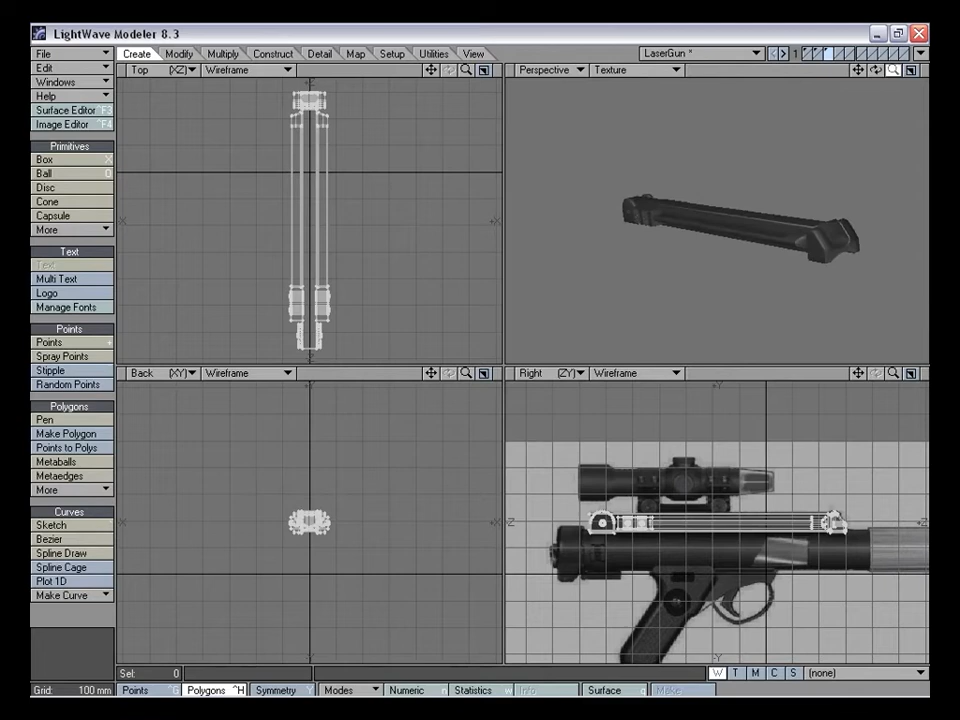 LightWave Modeler 8.3
File Create Modify Multiply Construct Detail Map Setup Utilities View LaserGun * 1
Edit Top (XZ) Wireframe Perspective Texture
Windows
Help
Surface Editor ^F3
Image Editor ^F4
Primitives
Box X
Ball O
Disc
Cone
Capsule
More
Text
Text
Multi Text
Logo
Manage Fonts
Points
Points +
Spray Points
Stipple
Back (XY) Wireframe Right (ZY) Wireframe
Random Points
Polygons
Pen
Make Polygon
Points to Polys
Metaballs
Metaedges
More
Curves
Sketch
Bezier
Spline Draw
Spline Cage
Plot 1D
Make Curve
Sel: 0 W T M C S (none)
Grid: 100 mm Points ^G Polygons ^H Symmetry Y Modes Numeric n Statistics w Info Surface q Make